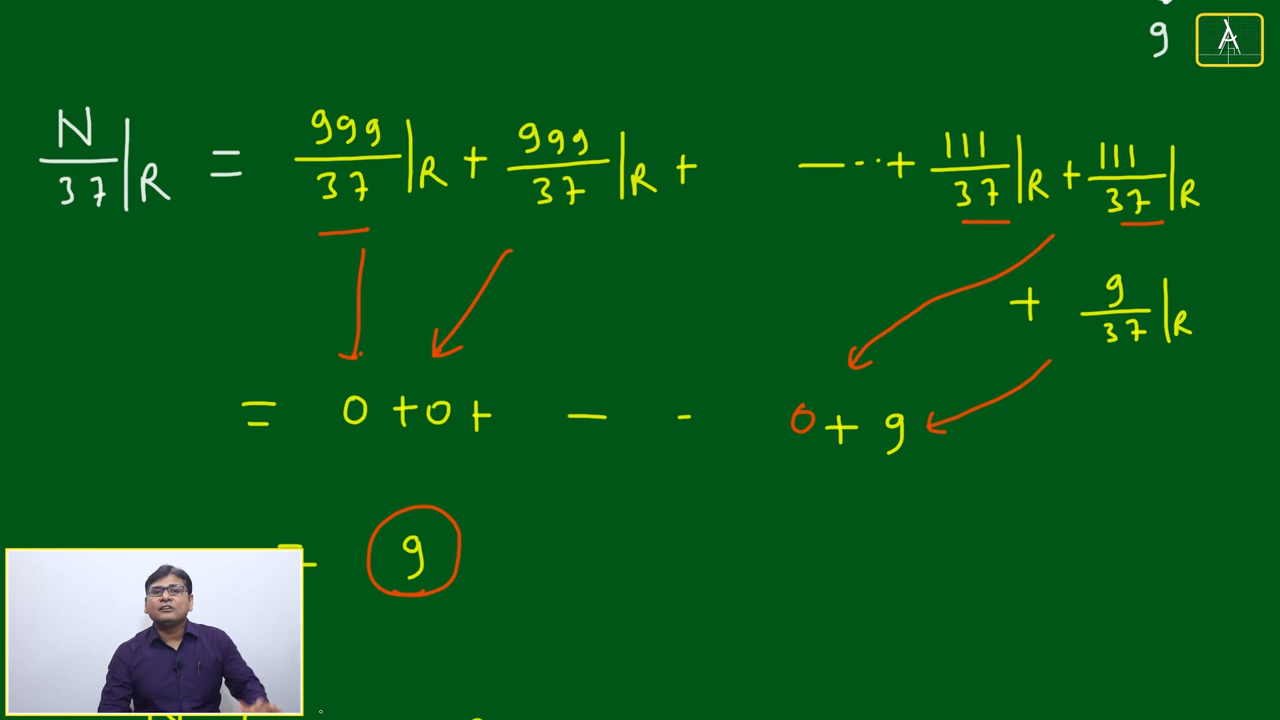 9 A
N/37|R = 999/37|R + 999/37|R + — ·· + 111/37|R + 111/37|R
+ 9/37|R
= 0 + 0 + — - 0 + 9
= 9